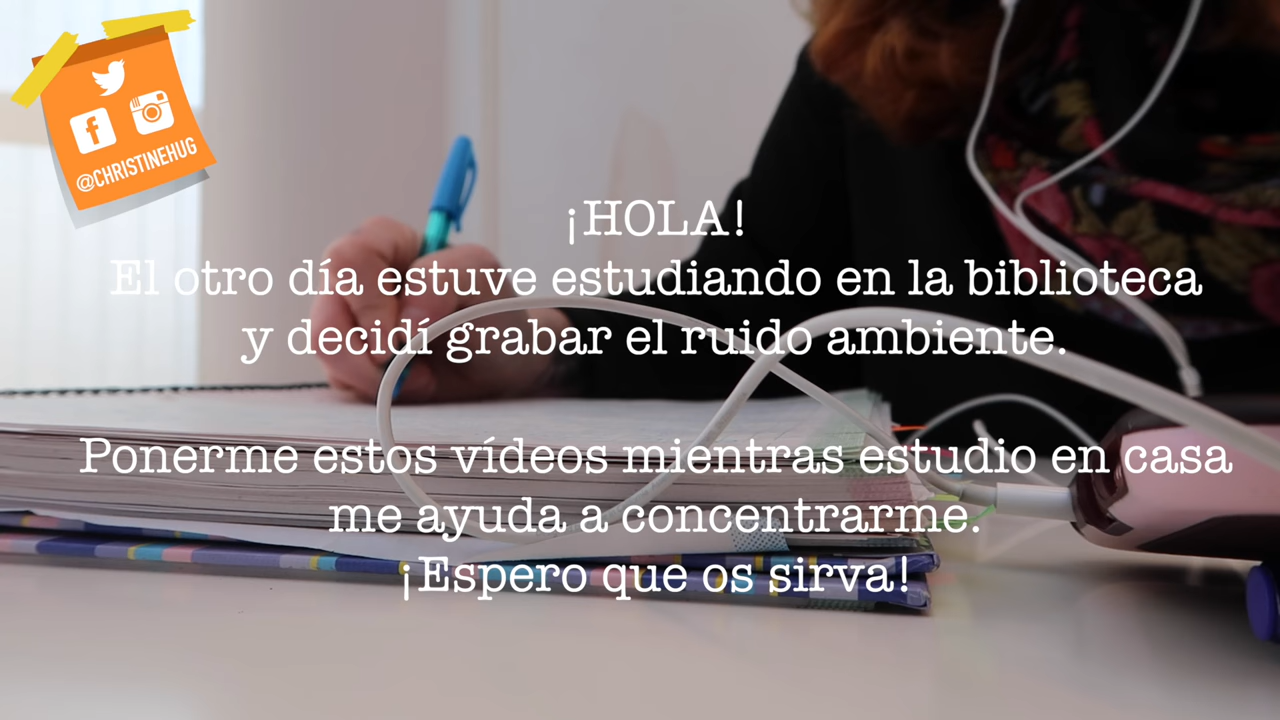 @CHRISTINEHUG
¡HOLA!
El otro día estuve estudiando en la biblioteca
y decidí grabar el ruido ambiente.
Ponerme estos vídeos mientras estudio en casa
me ayuda a concentrarme.
¡Espero que os sirva!